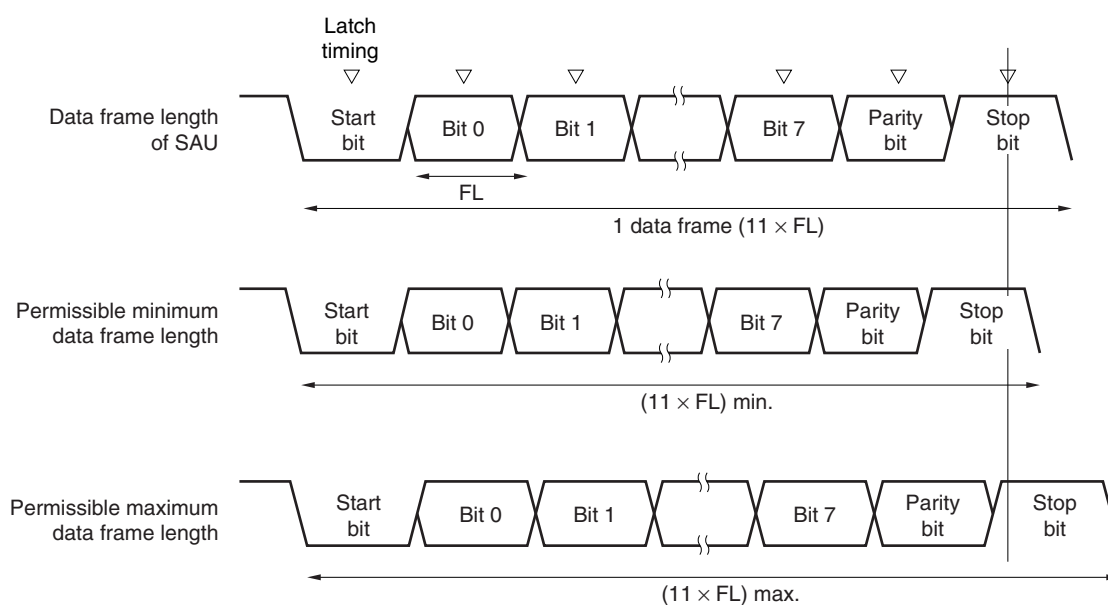 Latch
timing
Data frame length
of SAU
Start
bit
Bit 0
Bit 1
Bit 7
Parity
bit
Stop
bit
FL
1 data frame (11 × FL)
Permissible minimum
data frame length
Start
bit
Bit 0
Bit 1
Bit 7
Parity
bit
Stop
bit
(11 × FL) min.
Permissible maximum
data frame length
Start
bit
Bit 0
Bit 1
Bit 7
Parity
bit
Stop
bit
(11 × FL) max.